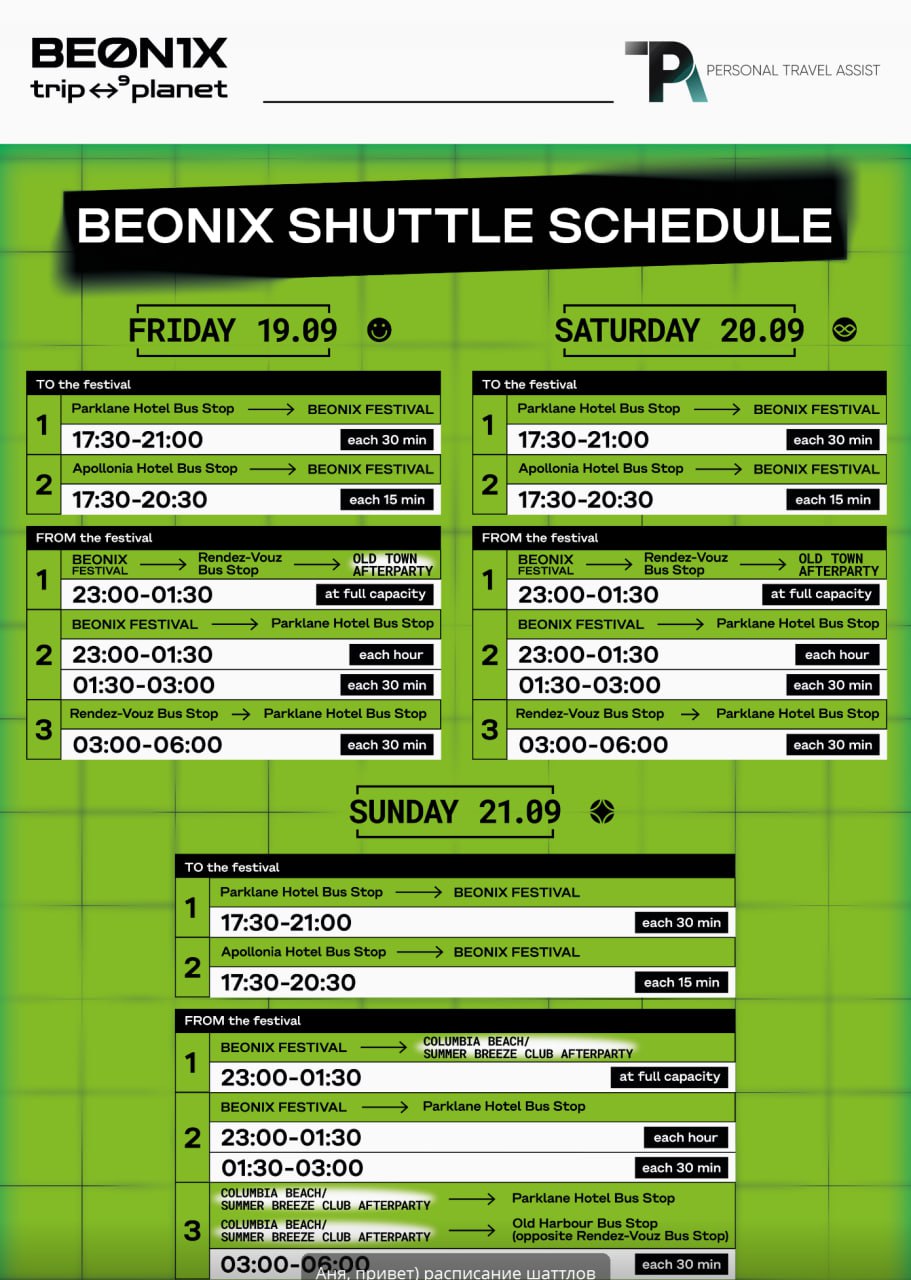 BEØN1X
trip↔⁹planet
TPA PERSONAL TRAVEL ASSIST
BEONIX SHUTTLE SCHEDULE
FRIDAY 19.09
TO the festival
1
Parklane Hotel Bus Stop → BEONIX FESTIVAL
17:30-21:00 each 30 min
2
Apollonia Hotel Bus Stop → BEONIX FESTIVAL
17:30-20:30 each 15 min
FROM the festival
1
BEONIX FESTIVAL → Rendez-Vouz Bus Stop → OLD TOWN AFTERPARTY
23:00-01:30 at full capacity
2
BEONIX FESTIVAL → Parklane Hotel Bus Stop
23:00-01:30 each hour
01:30-03:00 each 30 min
3
Rendez-Vouz Bus Stop → Parklane Hotel Bus Stop
03:00-06:00 each 30 min
SATURDAY 20.09
TO the festival
1
Parklane Hotel Bus Stop → BEONIX FESTIVAL
17:30-21:00 each 30 min
2
Apollonia Hotel Bus Stop → BEONIX FESTIVAL
17:30-20:30 each 15 min
FROM the festival
1
BEONIX FESTIVAL → Rendez-Vouz Bus Stop → OLD TOWN AFTERPARTY
23:00-01:30 at full capacity
2
BEONIX FESTIVAL → Parklane Hotel Bus Stop
23:00-01:30 each hour
01:30-03:00 each 30 min
3
Rendez-Vouz Bus Stop → Parklane Hotel Bus Stop
03:00-06:00 each 30 min
SUNDAY 21.09
TO the festival
1
Parklane Hotel Bus Stop → BEONIX FESTIVAL
17:30-21:00 each 30 min
2
Apollonia Hotel Bus Stop → BEONIX FESTIVAL
17:30-20:30 each 15 min
FROM the festival
1
BEONIX FESTIVAL → COLUMBIA BEACH/
SUMMER BREEZE CLUB AFTERPARTY
23:00-01:30 at full capacity
2
BEONIX FESTIVAL → Parklane Hotel Bus Stop
23:00-01:30 each hour
01:30-03:00 each 30 min
3
COLUMBIA BEACH/
SUMMER BREEZE CLUB AFTERPARTY → Parklane Hotel Bus Stop
COLUMBIA BEACH/
SUMMER BREEZE CLUB AFTERPARTY → Old Harbour Bus Stop
(opposite Rendez-Vouz Bus Stop)
03:00-06:00 each 30 min
Аня, привет) расписание шаттлов